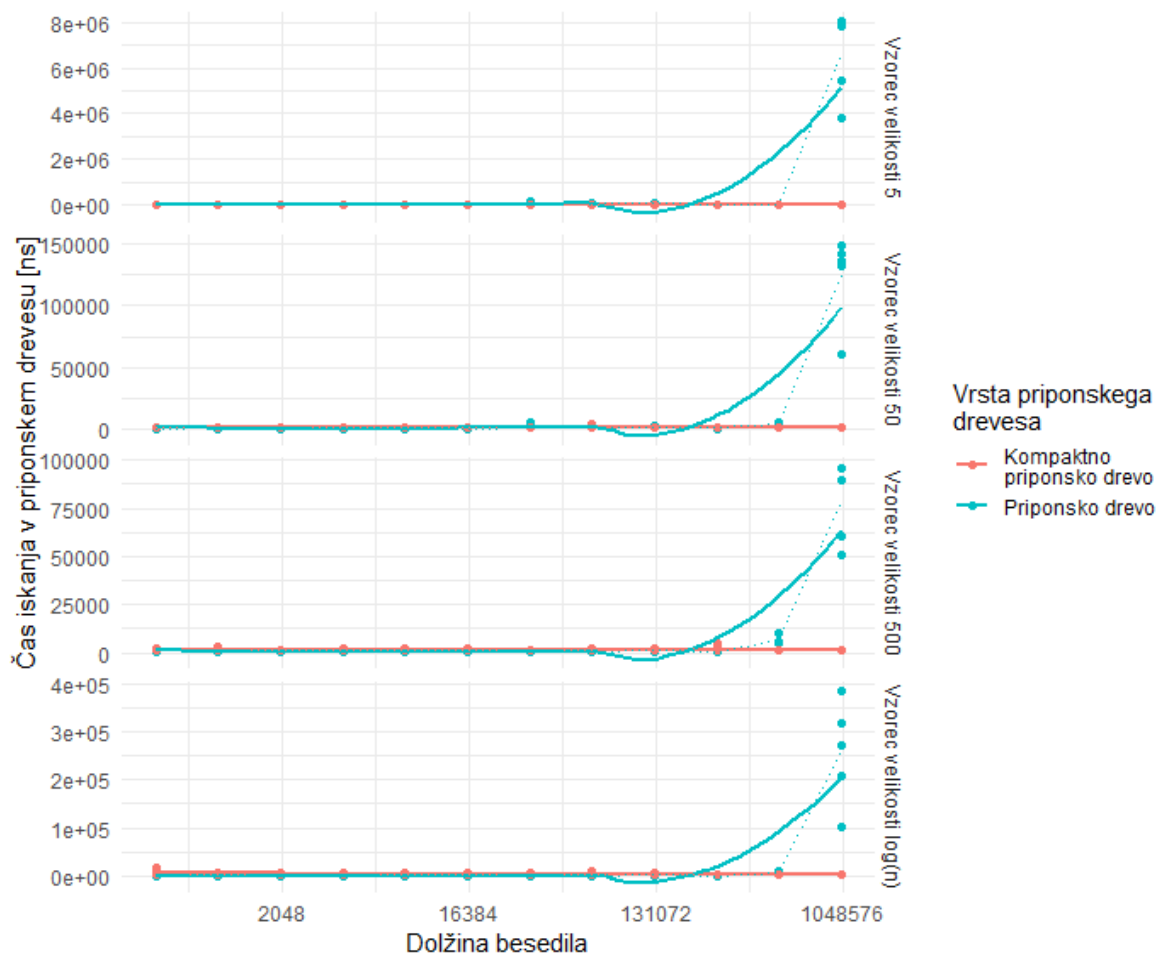 8e+06
6e+06
4e+06
2e+06
0e+00
Vzorec velikosti 5
150000
100000
50000
0
Vzorec velikosti 50
100000
75000
50000
25000
0
Vzorec velikosti 500
4e+05
3e+05
2e+05
1e+05
0e+00
Vzorec velikosti log(n)
Čas iskanja v priponskem drevesu [ns]
2048
16384
131072
1048576
Dolžina besedila
Vrsta priponskega
drevesa
Kompaktno
priponsko drevo
Priponsko drevo